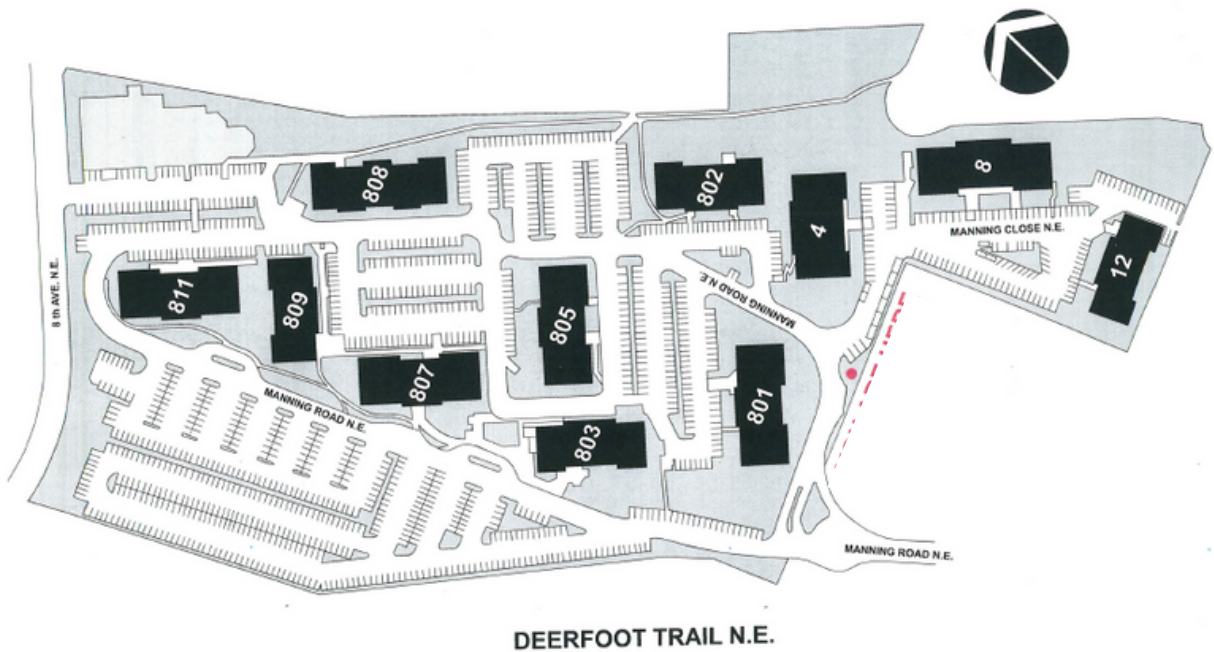 808
802
8
4
MANNING CLOSE N.E.
12
8 th AVE. N.E.
811
809
805
MANNING ROAD N.E.
807
801
MANNING ROAD N.E.
803
MANNING ROAD N.E.
DEERFOOT TRAIL N.E.